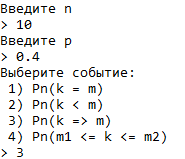 Введите n
> 10
Введите p
> 0.4
Выберите событие:
1) Pn(k = m)
2) Pn(k < m)
3) Pn(k => m)
4) Pn(m1 <= k <= m2)
> 3